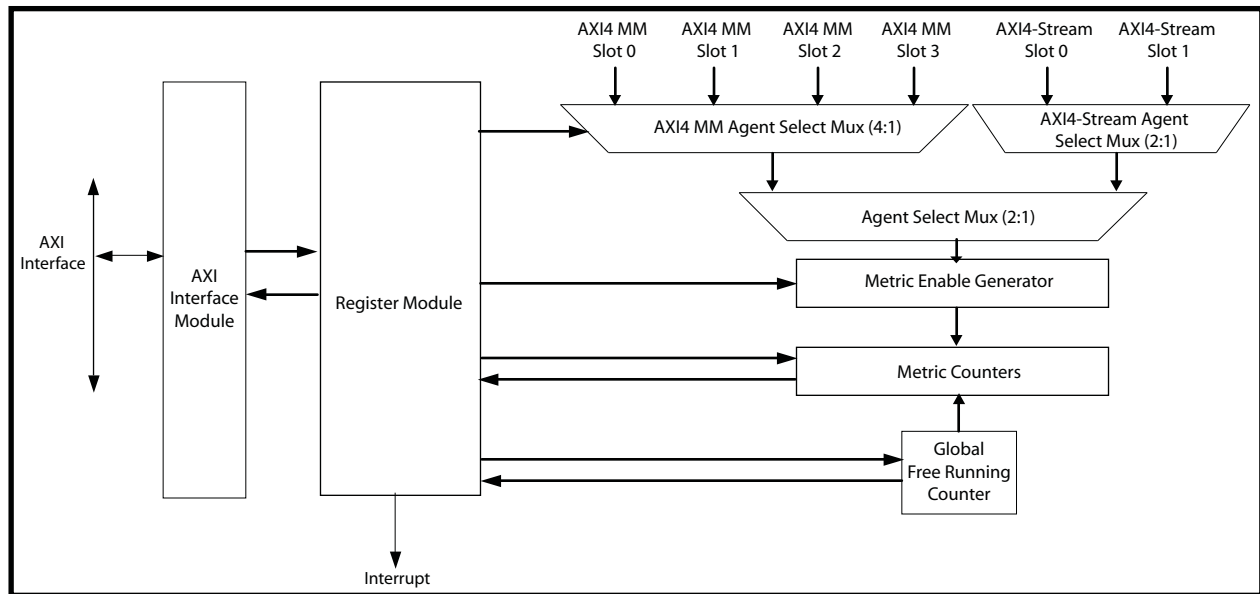 AXI4 MM
Slot 0
AXI4 MM
Slot 1
AXI4 MM
Slot 2
AXI4 MM
Slot 3
AXI4-Stream
Slot 0
AXI4-Stream
Slot 1
AXI4 MM Agent Select Mux (4:1)
AXI4-Stream Agent
Select Mux (2:1)
Agent Select Mux (2:1)
AXI
Interface
AXI
Interface
Module
Register Module
Metric Enable Generator
Metric Counters
Global
Free Running
Counter
Interrupt